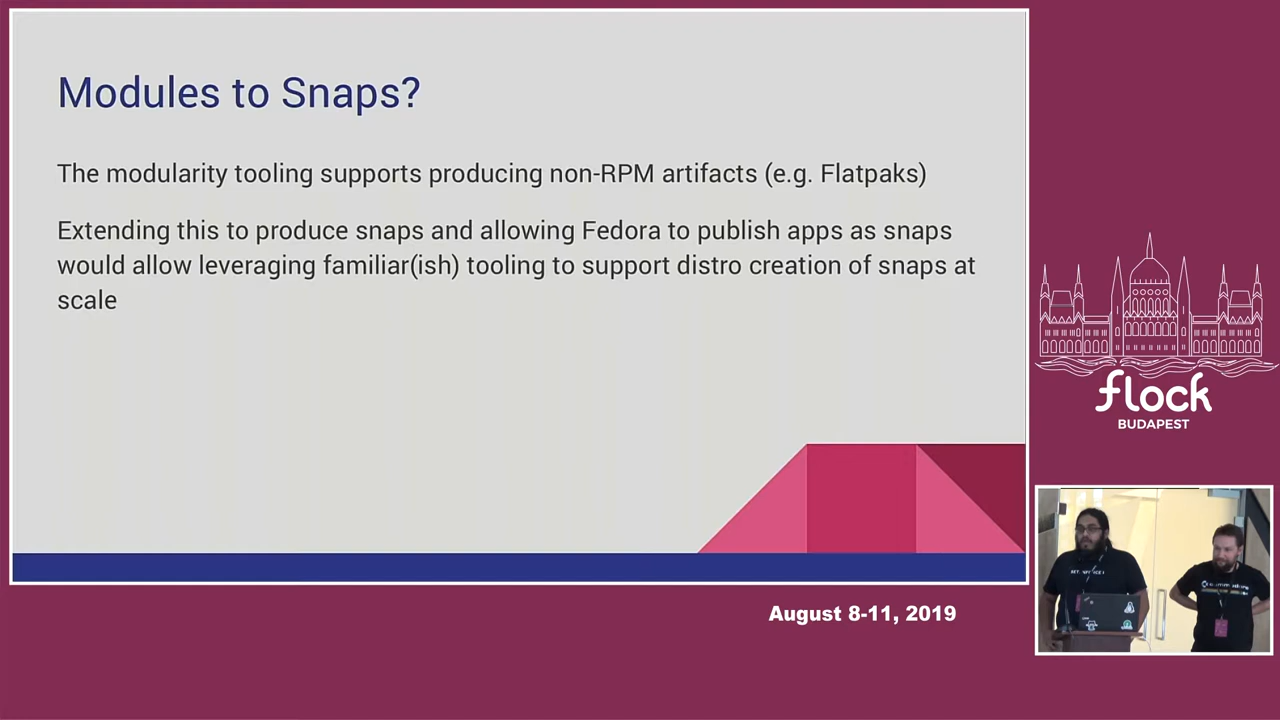 Modules to Snaps?
The modularity tooling supports producing non-RPM artifacts (e.g. Flatpaks)
Extending this to produce snaps and allowing Fedora to publish apps as snaps
would allow leveraging familiar(ish) tooling to support distro creation of snaps at
scale
flock
BUDAPEST
August 8-11, 2019